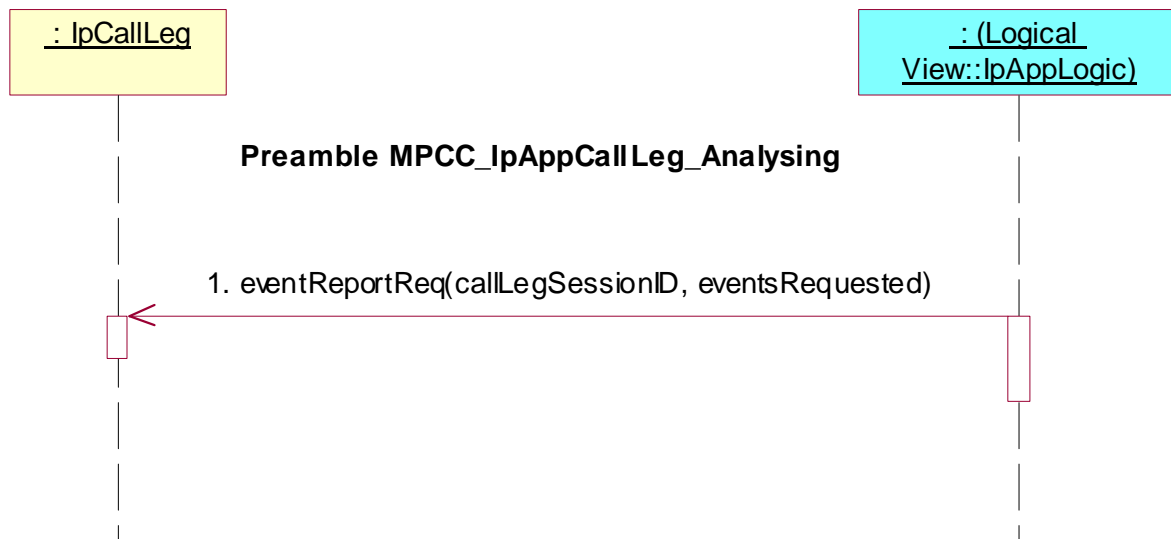 : IpCallLeg
: (Logical
View::IpAppLogic)
Preamble MPCC_IpAppCallLeg_Analysing
1. eventReportReq(callLegSessionID, eventsRequested)